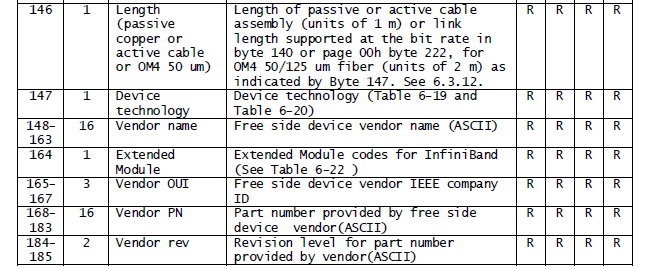 146 1 Length Length of passive or active cable R R R R
(passive assembly (units of 1 m) or link
copper or length supported at the bit rate in
active cable byte 140 or page 00h byte 222, for
or OM4 50 um) OM4 50/125 um fiber (units of 2 m) as
indicated by Byte 147. See 6.3.12.
147 1 Device Device technology (Table 6-19 and R R R R
technology Table 6-20)
148- 16 Vendor name Free side device vendor name (ASCII) R R R R
163
164 1 Extended Extended Module codes for InfiniBand R R R R
Module (See Table 6-22 )
165- 3 Vendor OUI Free side device vendor IEEE company R R R R
167 ID
168- 16 Vendor PN Part number provided by free side R R R R
183 device vendor(ASCII)
184- 2 Vendor rev Revision level for part number R R R R
185 provided by vendor(ASCII)